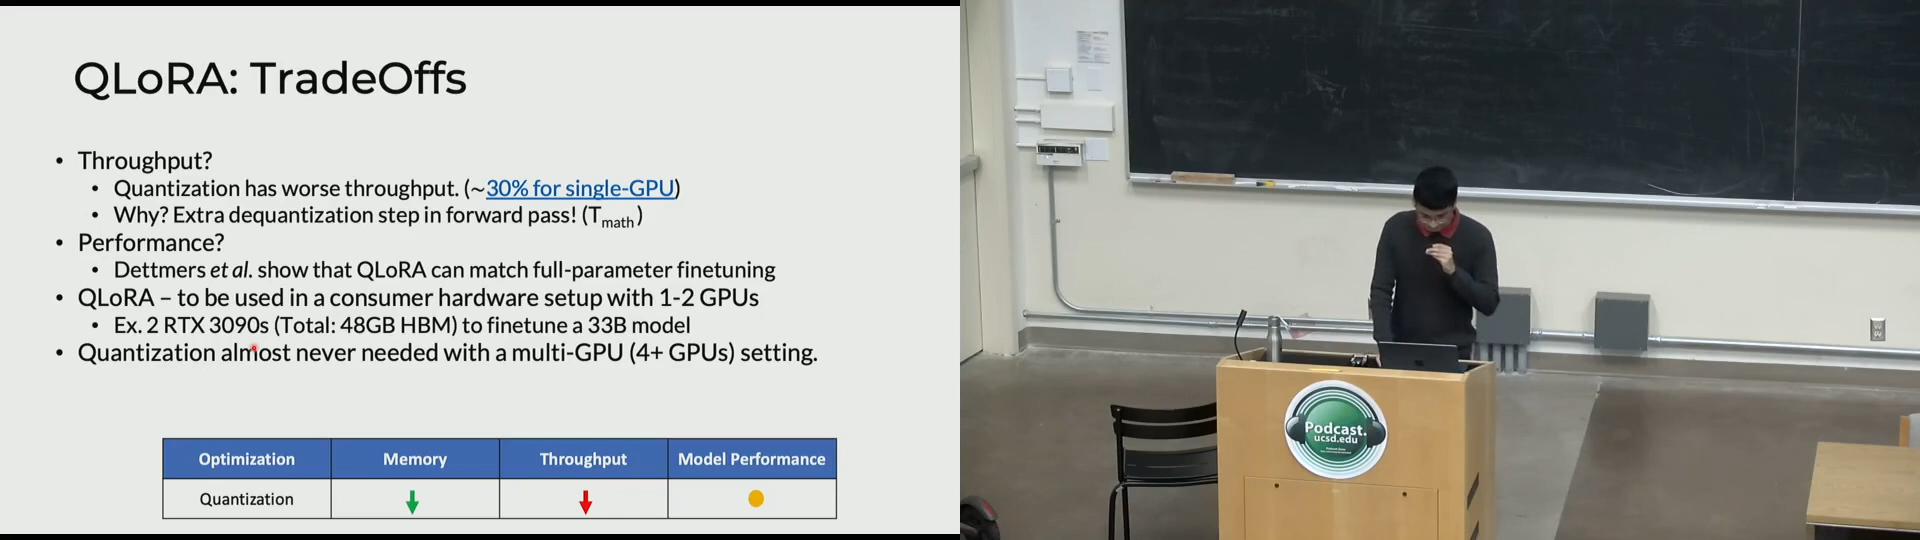 QLoRA: TradeOffs
• Throughput?
• Quantization has worse throughput. (~30% for single-GPU)
• Why? Extra dequantization step in forward pass! (Tmath)
• Performance?
• Dettmers et al. show that QLoRA can match full-parameter finetuning
• QLoRA – to be used in a consumer hardware setup with 1-2 GPUs
• Ex. 2 RTX 3090s (Total: 48GB HBM) to finetune a 33B model
• Quantization almost never needed with a multi-GPU (4+ GPUs) setting.
Optimization Memory Throughput Model Performance
Quantization
Podcast.
ucsd.edu